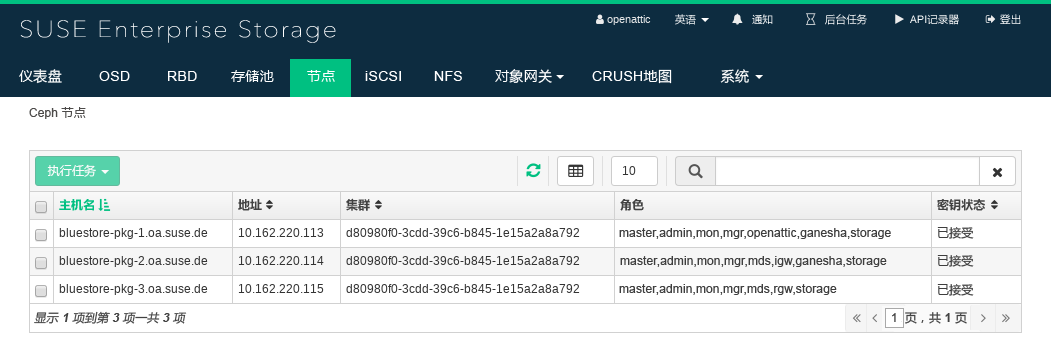 SUSE Enterprise Storage openattic 英语 通知 后台任务 API记录器 登出
仪表盘 OSD RBD 存储池 节点 iSCSI NFS 对象网关 CRUSH地图 系统
Ceph 节点
执行任务 10
主机名 地址 集群 角色 密钥状态
bluestore-pkg-1.oa.suse.de 10.162.220.113 d80980f0-3cdd-39c6-b845-1e15a2a8a792 master,admin,mon,mgr,openattic,ganesha,storage 已接受
bluestore-pkg-2.oa.suse.de 10.162.220.114 d80980f0-3cdd-39c6-b845-1e15a2a8a792 master,admin,mon,mgr,mds,igw,ganesha,storage 已接受
bluestore-pkg-3.oa.suse.de 10.162.220.115 d80980f0-3cdd-39c6-b845-1e15a2a8a792 master,admin,mon,mgr,mds,rgw,storage 已接受
显示 1 项到第 3 项一共 3 项 « ‹ 1 页，共 1 页 › »